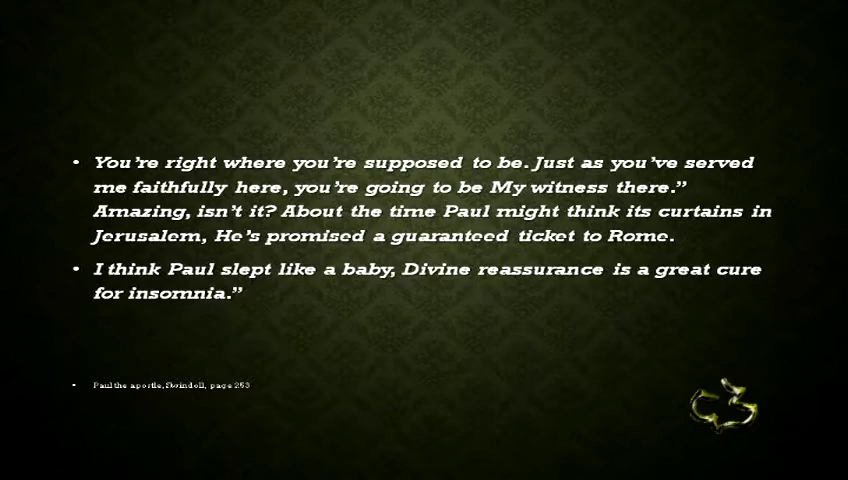 • You're right where you're supposed to be. Just as you've served
me faithfully here, you're going to be My witness there.”
Amazing, isn't it? About the time Paul might think its curtains in
Jerusalem, He's promised a guaranteed ticket to Rome.
• I think Paul slept like a baby, Divine reassurance is a great cure
for insomnia.”
• Paul the apostle, Swindoll, page 253
C3